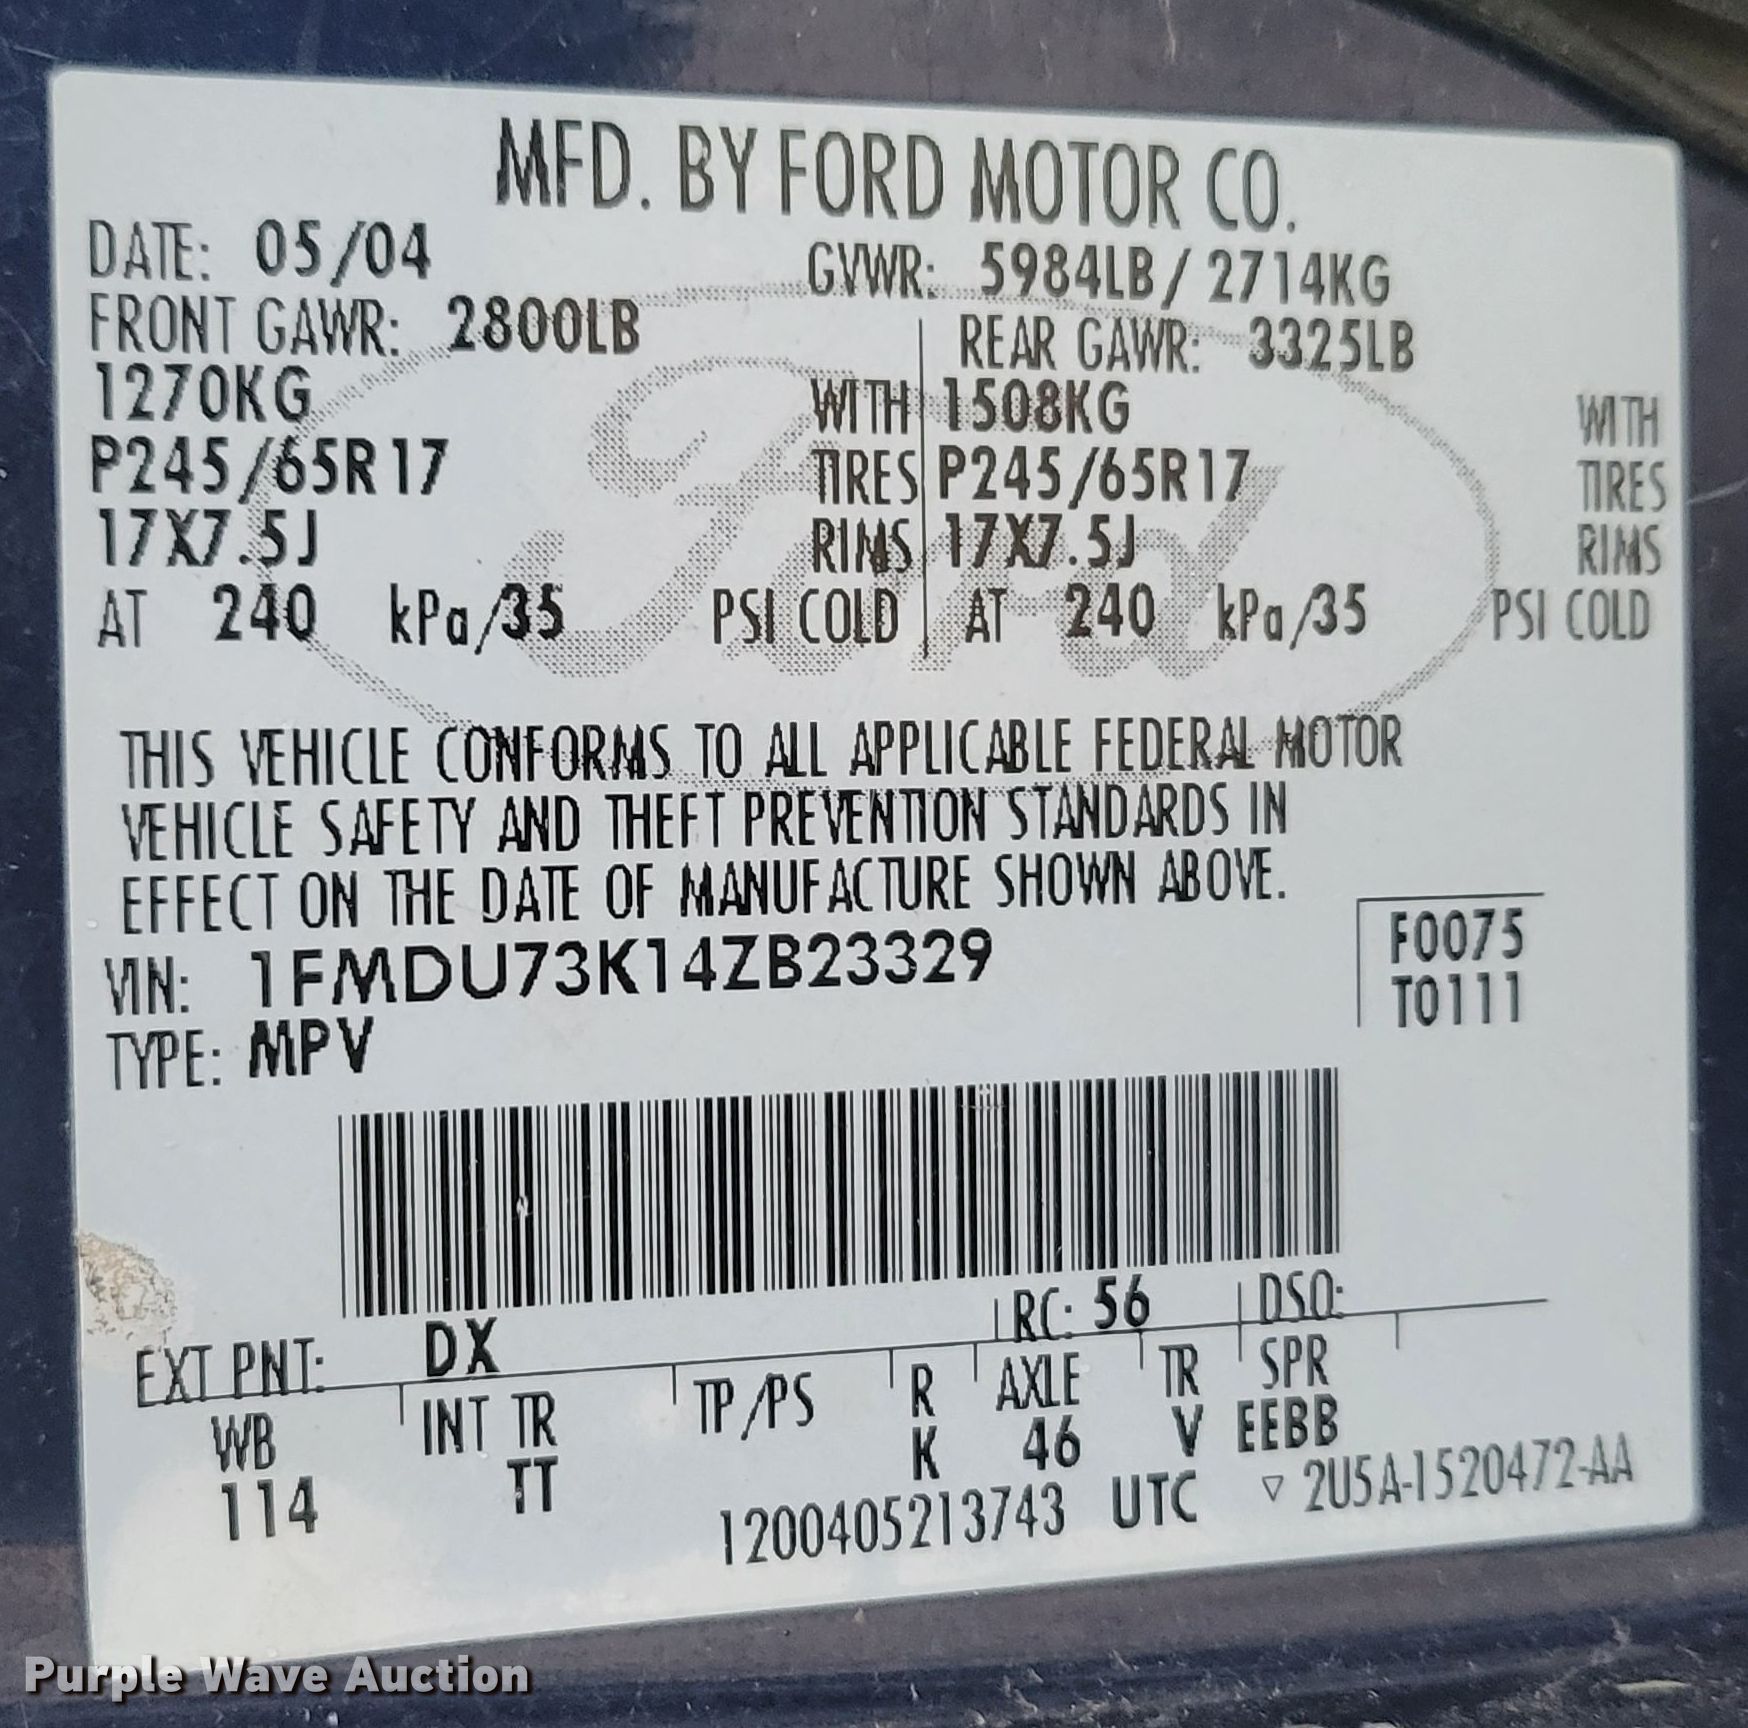 MFD. BY FORD MOTOR CO.
DATE: 05/04 GVWR: 5984LB/2714KG
FRONT GAWR: 2800LB REAR GAWR: 3325LB
1270KG WITH 1508KG WITH
P245/65R17 TIRES P245/65R17 TIRES
17X7.5J RIMS 17X7.5J RIMS
AT 240 kPa/35 PSI COLD AT 240 kPa/35 PSI COLD
Ford
THIS VEHICLE CONFORMS TO ALL APPLICABLE FEDERAL MOTOR
VEHICLE SAFETY AND THEFT PREVENTION STANDARDS IN
EFFECT ON THE DATE OF MANUFACTURE SHOWN ABOVE.
VIN: 1FMDU73K14ZB23329
TYPE: MPV
F0075
T0111
EXT PNT: DX RC: 56 DSO:
WB INT TR TP/PS R AXLE TR SPR
114 TT K 46 V EEBB
1200405213743 UTC ▽ 2U5A-1520472-AA
Purple Wave Auction